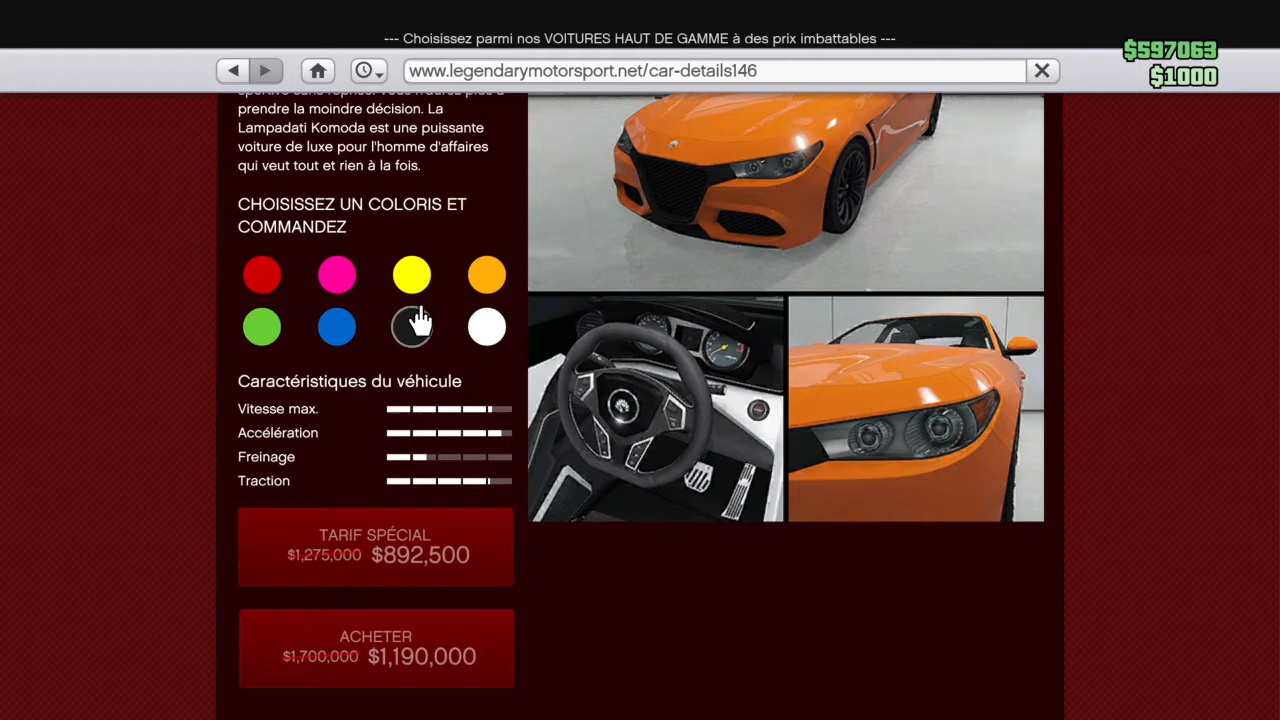 --- Choisissez parmi nos VOITURES HAUT DE GAMME à des prix imbattables ---
$597063
$1000
www.legendarymotorsport.net/car-details146
prendre la moindre décision. La
Lampadati Komoda est une puissante
voiture de luxe pour l'homme d'affaires
qui veut tout et rien à la fois.
CHOISISSEZ UN COLORIS ET
COMMANDEZ
Caractéristiques du véhicule
Vitesse max.
Accélération
Freinage
Traction
TARIF SPÉCIAL
$1,275,000 $892,500
ACHETER
$1,700,000 $1,190,000